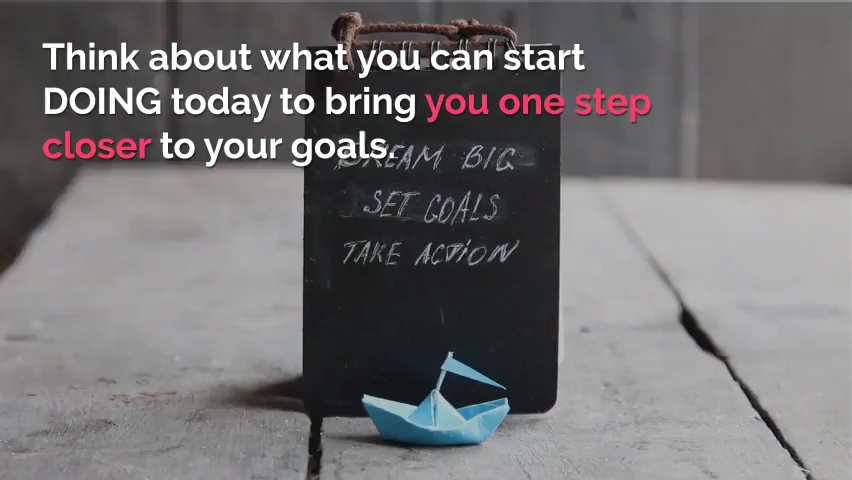 Think about what you can start
DOING today to bring you one step
closer to your goals.
DREAM BIG
SET GOALS
TAKE ACTION